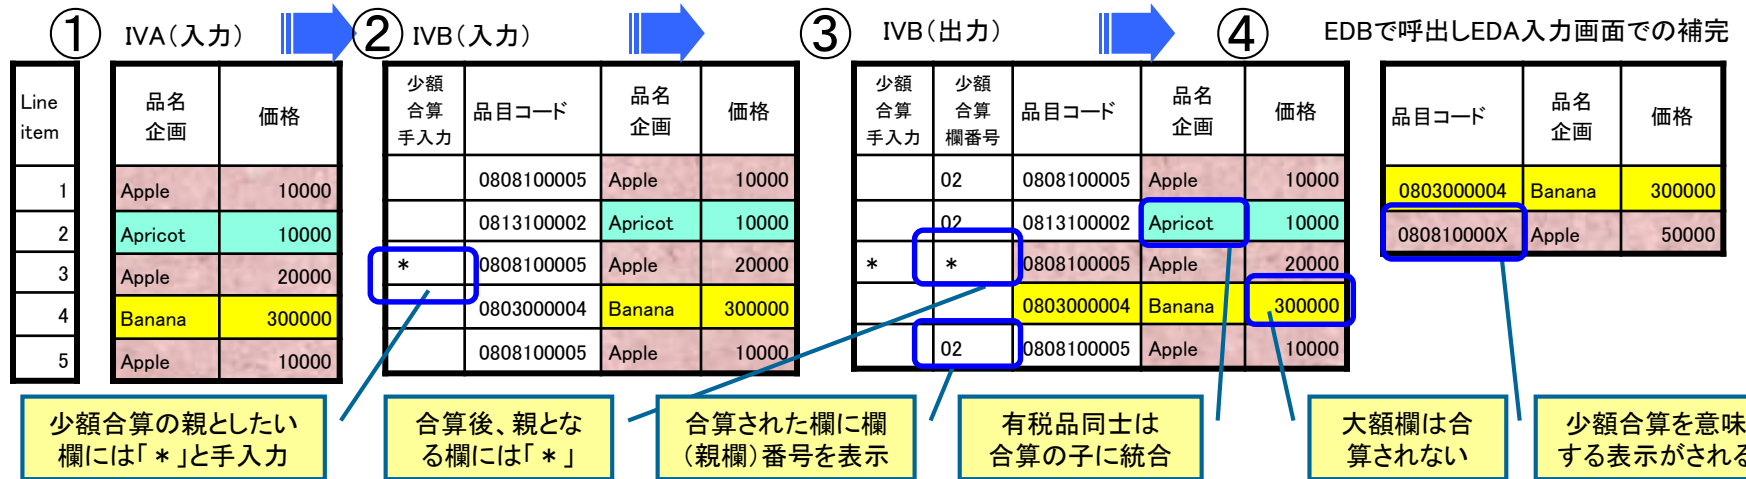 ① IVA(入力) ② IVB(入力) ③ IVB(出力) ④ EDBで呼出しEDA入力画面での補完
Line
item
1
2
3
4
5
品名
企画
価格
Apple 10000
Apricot 10000
Apple 20000
Banana 300000
Apple 10000
少額
合算
手入力
品目コード
品名
企画
価格
0808100005 Apple 10000
0813100002 Apricot 10000
* 0808100005 Apple 20000
0803000004 Banana 300000
0808100005 Apple 10000
少額
合算
手入力
少額
合算
欄番号
品目コード
品名
企画
価格
02 0808100005 Apple 10000
02 0813100002 Apricot 10000
* * 0808100005 Apple 20000
0803000004 Banana 300000
02 0808100005 Apple 10000
品目コード
品名
企画
価格
0803000004 Banana 300000
080810000X Apple 50000
少額合算の親としたい
欄には「*」と手入力
合算後、親とな
る欄には「*」
合算された欄に欄
(親欄)番号を表示
有税品同士は
合算の子に統合
大額欄は合
算されない
少額合算を意味
する表示がされる